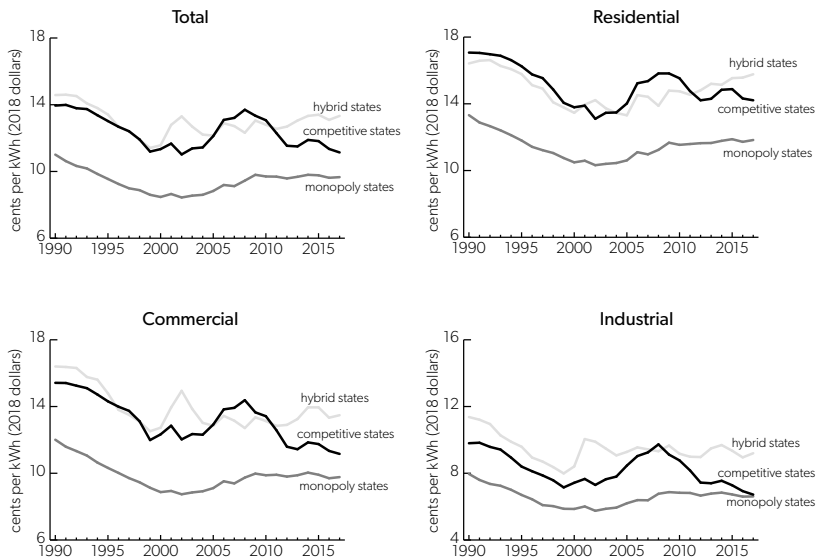 Total
cents per kWh (2018 dollars)
18
14
10
6
1990 1995 2000 2005 2010 2015
hybrid states
competitive states
monopoly states
Residential
cents per kWh (2018 dollars)
18
14
10
6
1990 1995 2000 2005 2010 2015
hybrid states
competitive states
monopoly states
Commercial
cents per kWh (2018 dollars)
18
14
10
6
1990 1995 2000 2005 2010 2015
hybrid states
competitive states
monopoly states
Industrial
cents per kWh (2018 dollars)
16
12
8
4
1990 1995 2000 2005 2010 2015
hybrid states
competitive states
monopoly states